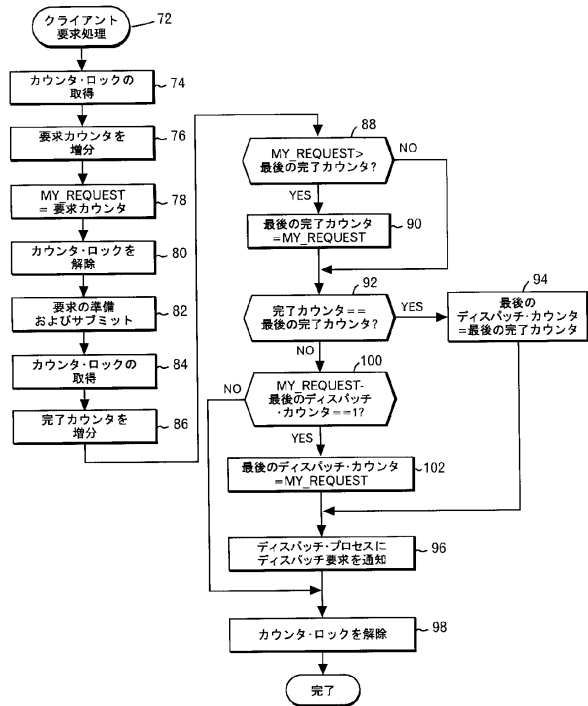 クライアント
要求処理
72
カウンタ・ロックの
取得
74
要求カウンタを
増分
76
MY_REQUEST
=要求カウンタ
78
カウンタ・ロックを
解除
80
要求の準備
およびサブミット
82
カウンタ・ロックの
取得
84
完了カウンタを
増分
86
88
MY_REQUEST>
最後の完了カウンタ?
NO
YES
最後の完了カウンタ
=MY_REQUEST
90
92
完了カウンタ==
最後の完了カウンタ?
YES
NO
94
最後の
ディスパッチ・カウンタ
=最後の完了カウンタ
100
MY_REQUEST-
最後のディスパッチ
・カウンタ==1?
NO
YES
最後のディスパッチ・カウンタ
=MY_REQUEST
102
ディスパッチ・プロセスに
ディスパッチ要求を通知
96
カウンタ・ロックを解除
98
完了